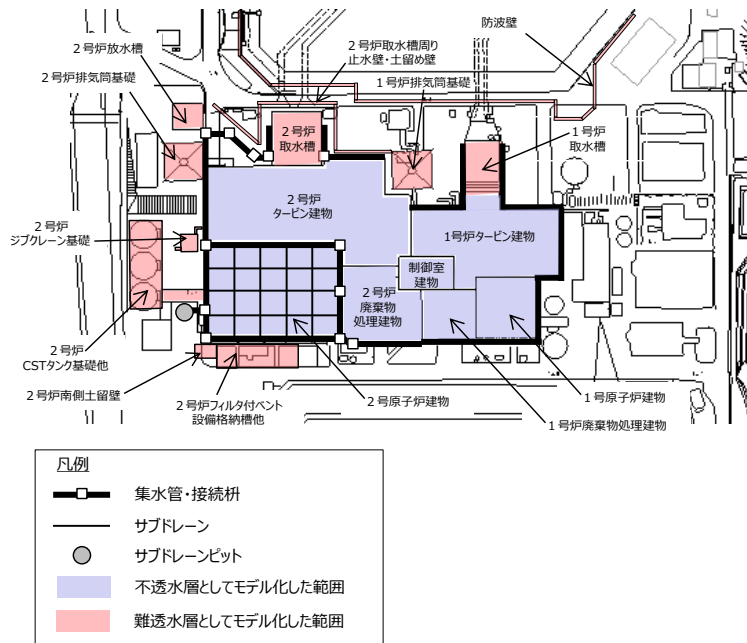 防波壁
2号炉放水槽
2号炉取水槽周り
止水壁・土留め壁
2号炉排気筒基礎
1号炉排気筒基礎
2号炉
取水槽
1号炉
取水槽
2号炉
タービン建物
2号炉
ジブクレーン基礎
1号炉タービン建物
制御室
建物
2号炉
廃棄物
処理建物
2号炉
CSTタンク基礎他
2号炉南側土留壁
2号炉フィルタ付ベント
設備格納槽他
2号原子炉建物
1号原子炉建物
1号炉廃棄物処理建物
凡例
集水管・接続枡
サブドレーン
サブドレーンピット
不透水層としてモデル化した範囲
難透水層としてモデル化した範囲